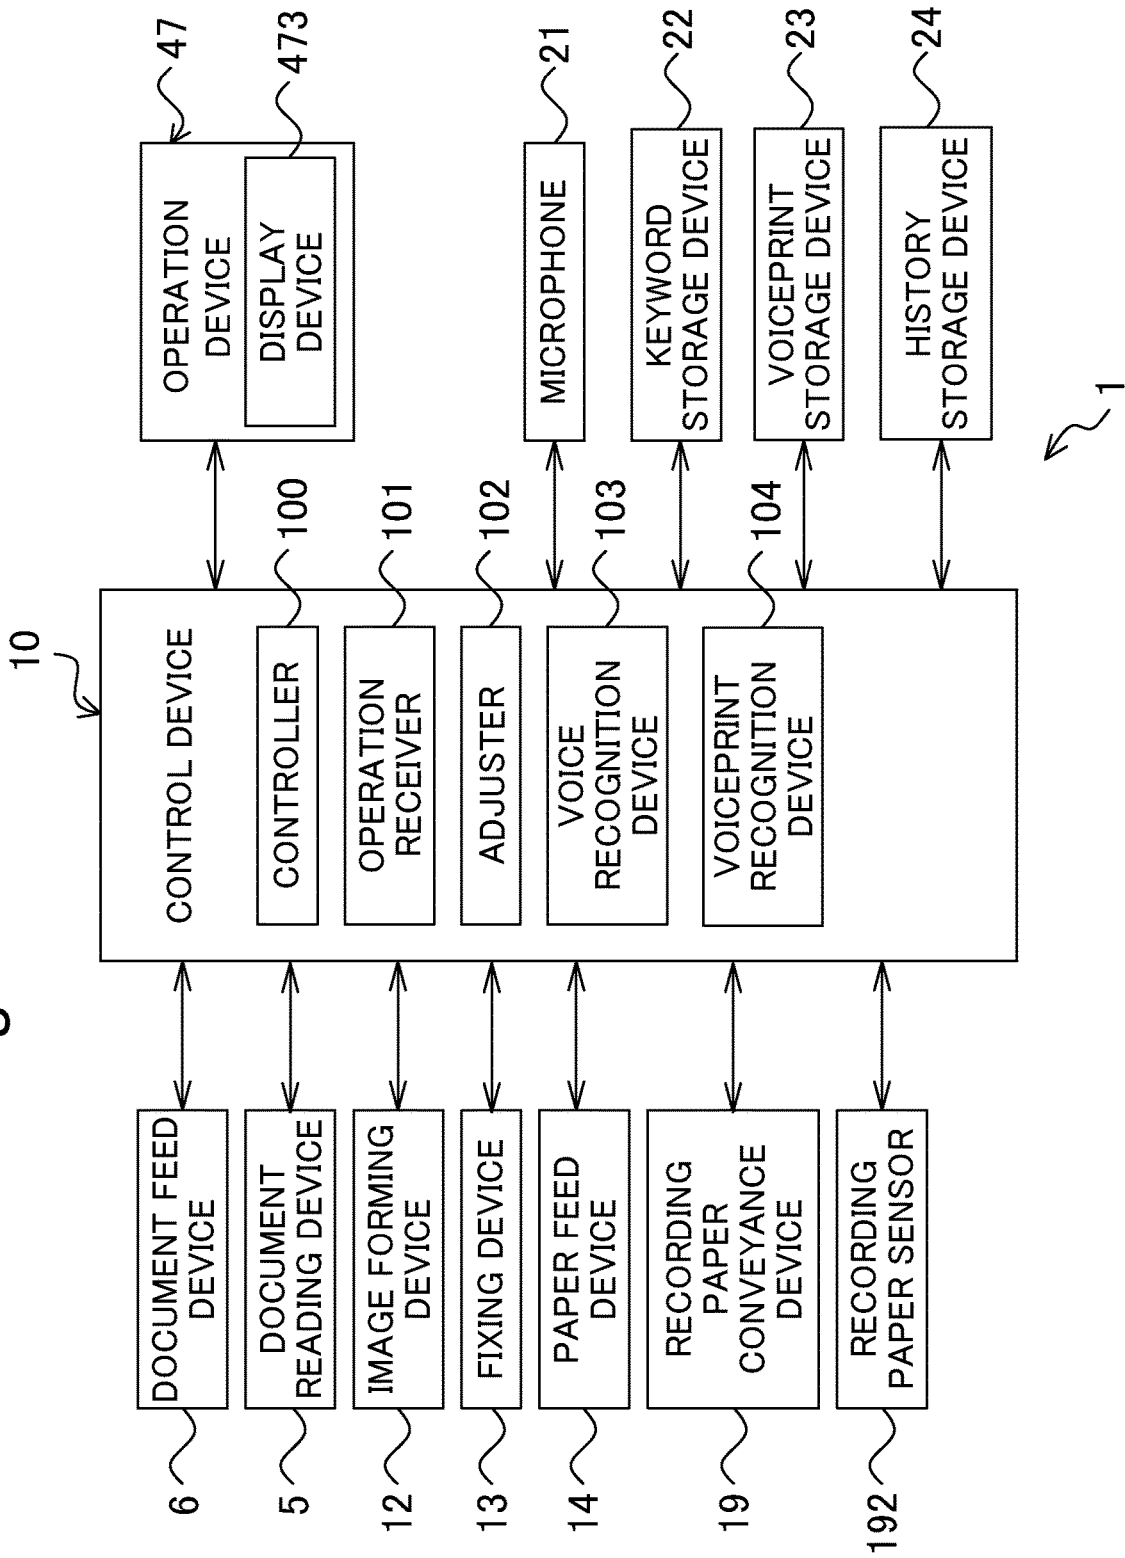 10
47
6
DOCUMENT FEED
DEVICE
CONTROL DEVICE
OPERATION
DEVICE
473
DISPLAY
DEVICE
5
DOCUMENT
READING DEVICE
CONTROLLER
100
12
IMAGE FORMING
DEVICE
OPERATION
RECEIVER
101
13
FIXING DEVICE
ADJUSTER
102
14
PAPER FEED
DEVICE
VOICE
RECOGNITION
DEVICE
103
MICROPHONE
21
19
RECORDING
PAPER
CONVEYANCE
DEVICE
VOICEPRINT
RECOGNITION
DEVICE
104
KEYWORD
STORAGE DEVICE
22
VOICEPRINT
STORAGE DEVICE
23
192
RECORDING
PAPER SENSOR
HISTORY
STORAGE DEVICE
24
1